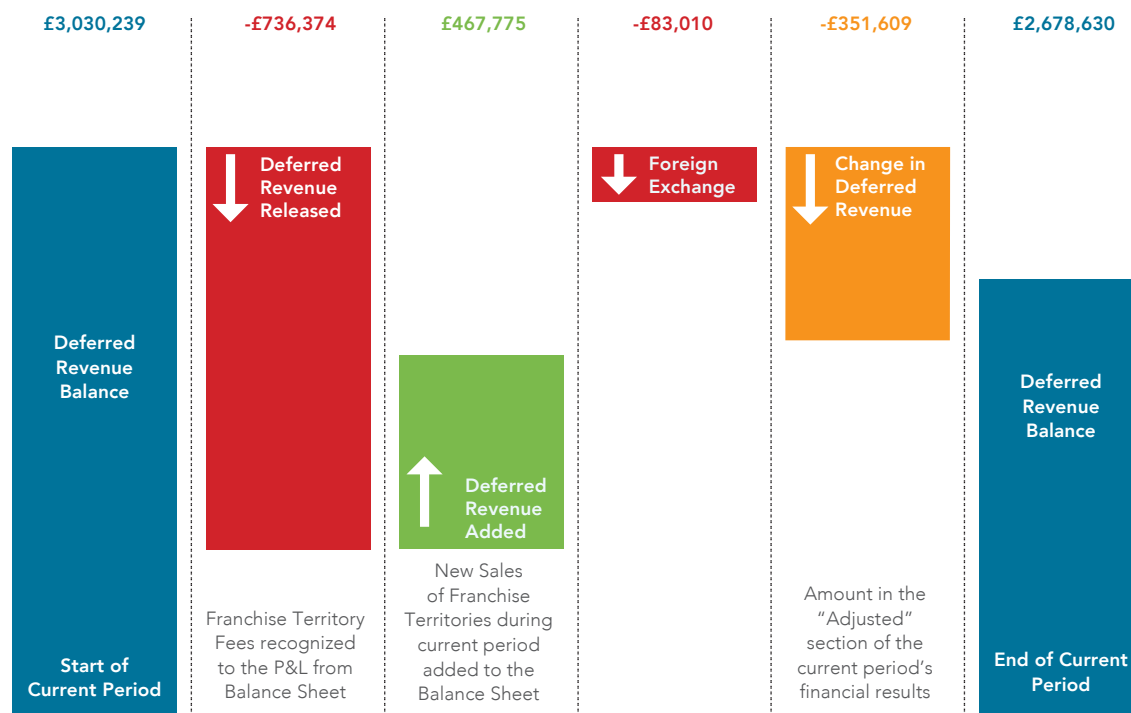 £3,030,239
-£736,374
£467,775
-£83,010
-£351,609
£2,678,630
Deferred
Revenue
Balance
Start of
Current Period
Deferred
Revenue
Released
Franchise Territory
Fees recognized
to the P&L from
Balance Sheet
Deferred
Revenue
Added
New Sales
of Franchise
Territories during
current period
added to the
Balance Sheet
Foreign
Exchange
Change in
Deferred
Revenue
Amount in the
“Adjusted”
section of the
current period’s
financial results
Deferred
Revenue
Balance
End of Current
Period